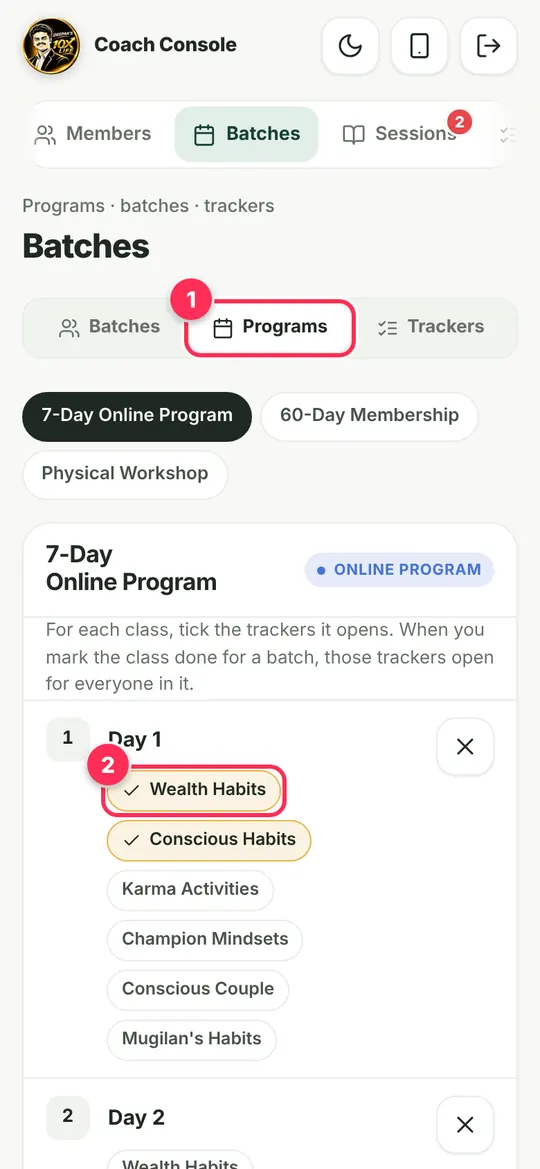 DEEPAK'S
10X
LIFE
Coach Console
Members
Batches
Sessions
2
Programs · batches · trackers
Batches
1
Batches
Programs
Trackers
7-Day Online Program
60-Day Membership
Physical Workshop
7-Day
Online Program
ONLINE PROGRAM
For each class, tick the trackers it opens. When you
mark the class done for a batch, those trackers open
for everyone in it.
1
Day 1
2
Wealth Habits
Conscious Habits
Karma Activities
Champion Mindsets
Conscious Couple
Mugilan's Habits
2
Day 2
Wealth Habits